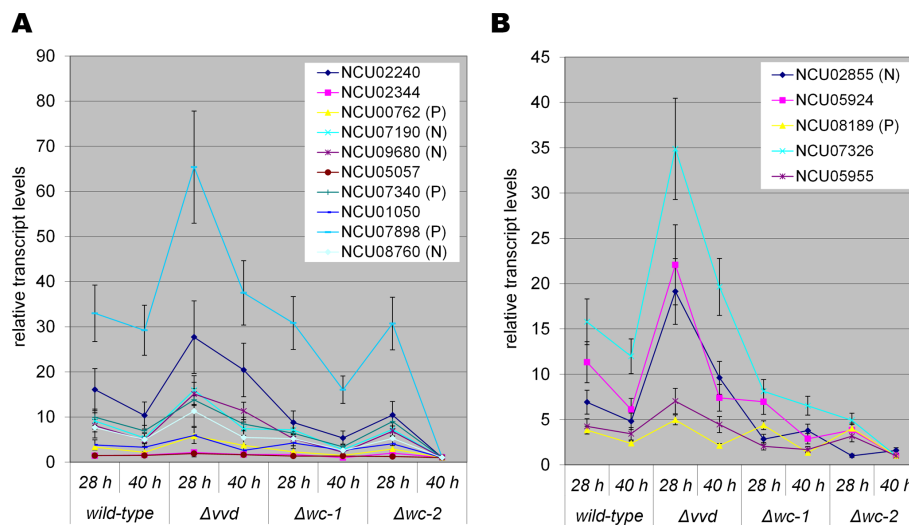 A
relative transcript levels
90
80
70
60
50
40
30
20
10
0
NCU02240
NCU02344
NCU00762 (P)
NCU07190 (N)
NCU09680 (N)
NCU05057
NCU07340 (P)
NCU01050
NCU07898 (P)
NCU08760 (N)
28 h 40 h 28 h 40 h 28 h 40 h 28 h 40 h
wild-type Δvvd Δwc-1 Δwc-2
B
relative transcript levels
45
40
35
30
25
20
15
10
5
0
NCU02855 (N)
NCU05924
NCU08189 (P)
NCU07326
NCU05955
28 h 40 h 28 h 40 h 28 h 40 h 28 h 40 h
wild-type Δvvd Δwc-1 Δwc-2